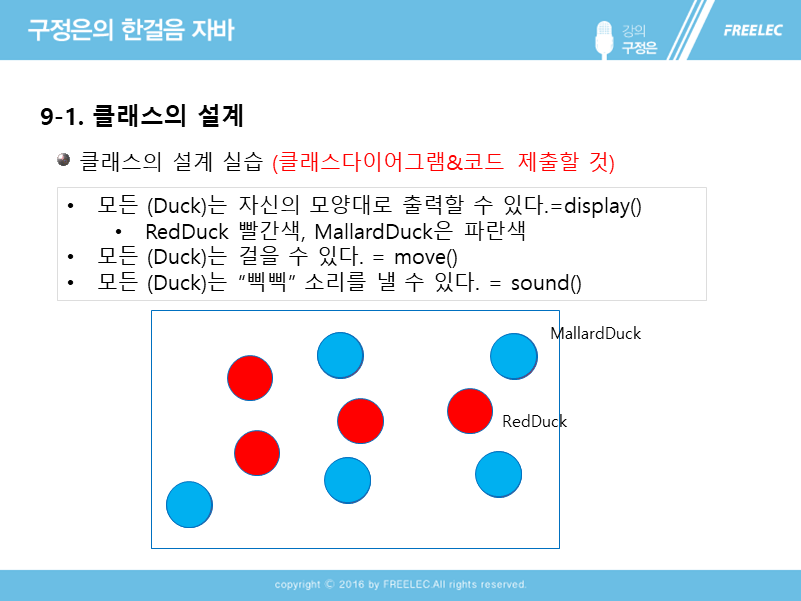 구정은의 한걸음 자바
강의
구정은
FREELEC
9-1. 클래스의 설계
클래스의 설계 실습 (클래스다이어그램&코드 제출할 것)
• 모든 (Duck)는 자신의 모양대로 출력할 수 있다.=display()
• RedDuck 빨간색, MallardDuck은 파란색
• 모든 (Duck)는 걸을 수 있다. = move()
• 모든 (Duck)는 “삑삑” 소리를 낼 수 있다. = sound()
MallardDuck
RedDuck
copyright © 2016 by FREELEC.All rights reserved.